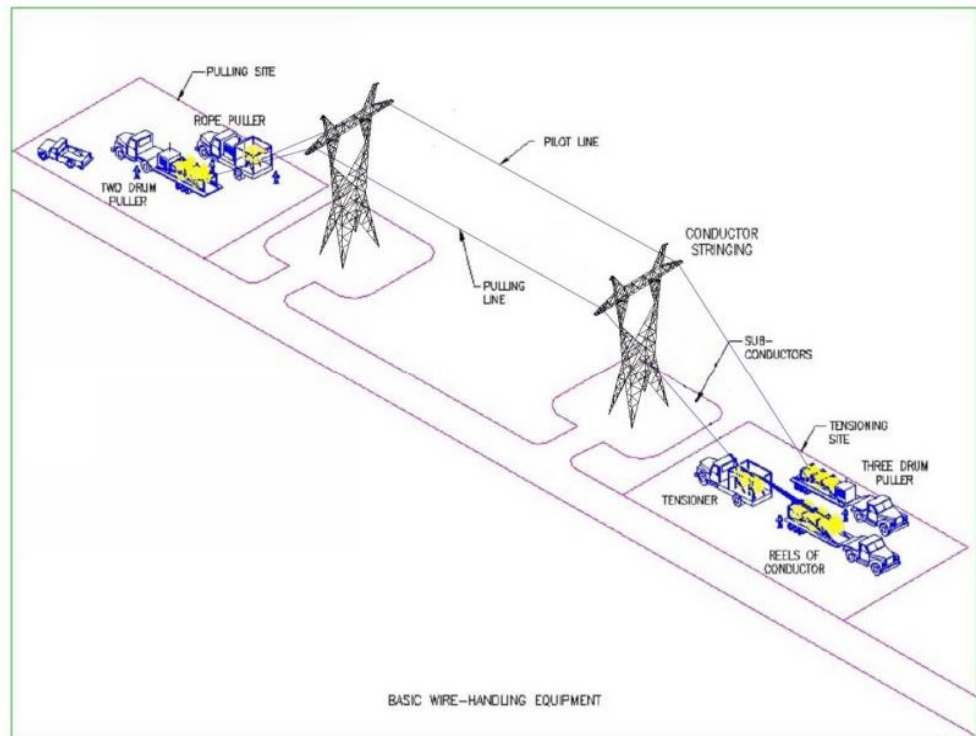 PULLING SITE
ROPE PULLER
TWO DRUM
PULLER
PILOT LINE
PULLING
LINE
CONDUCTOR
STRINGING
SUB-
CONDUCTORS
TENSIONING
SITE
THREE DRUM
PULLER
TENSIONER
REELS OF
CONDUCTOR
BASIC WIRE-HANDLING EQUIPMENT